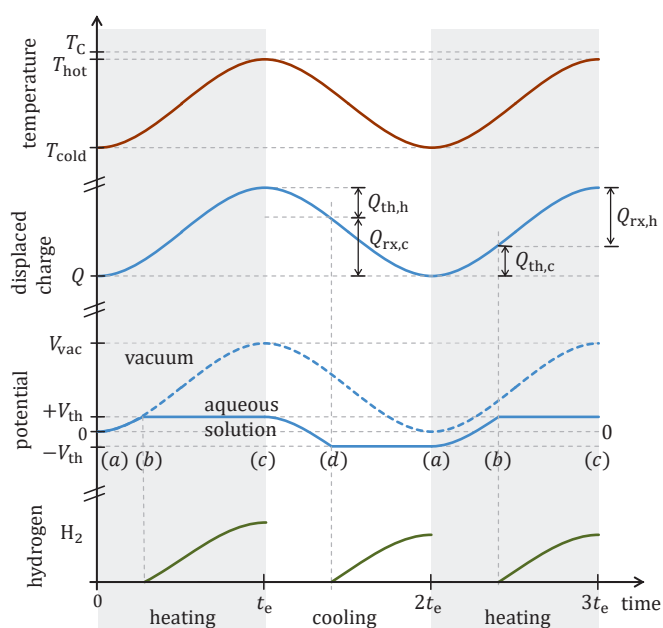 T_C
T_hot
T_cold
temperature
Q_th,h
Q_rx,c
Q_rx,h
Q_th,c
Q
displaced
charge
V_vac
vacuum
+V_th
aqueous
solution
0
0
−V_th
potential
(a) (b) (c) (d) (a) (b) (c)
H₂
hydrogen
0 t_e 2t_e 3t_e time
heating cooling heating